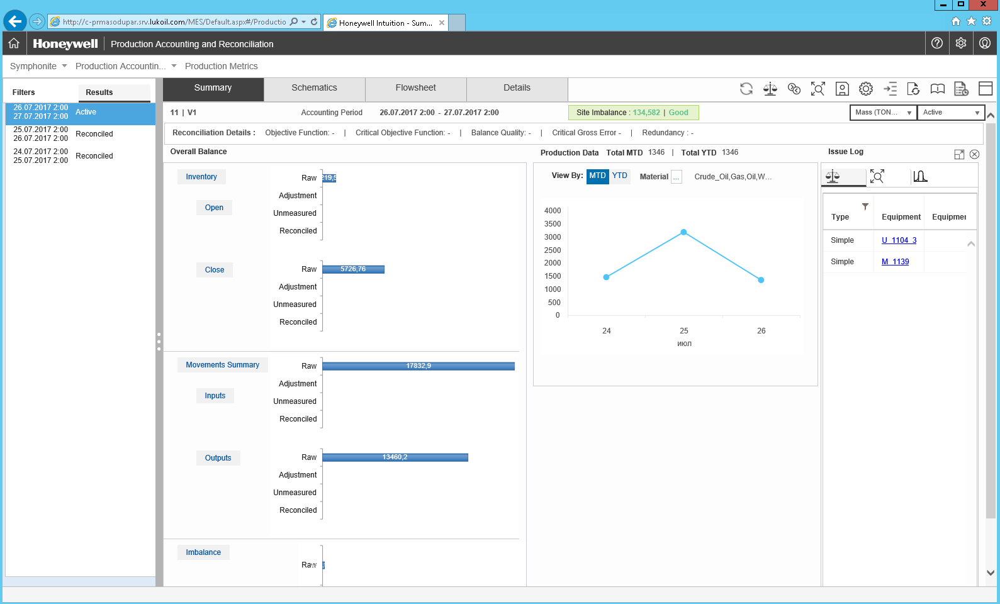 X
http://c-prmasodupar.srv.lukoil.com/MES/Default.aspx#/Productio
Honeywell Intuition - Sum...
Honeywell
Production Accounting and Reconciliation
Symphonite
Production Accountin...
Production Metrics
Filters
Results
Summary
Schematics
Flowsheet
Details
26.07.2017 2:00
27.07.2017 2:00
Active
25.07.2017 2:00
26.07.2017 2:00
Reconciled
24.07.2017 2:00
25.07.2017 2:00
Reconciled
11 | V1
Accounting Period
26.07.2017 2:00 - 27.07.2017 2:00
Site Imbalance : 134,582 | Good
Mass (TON...
Active
Reconciliation Details : Objective Function: - | Critical Objective Function: - | Balance Quality: - | Critical Gross Error - | Redundancy : -
Overall Balance
Inventory
Raw
Adjustment
Unmeasured
Reconciled
Open
Close
Raw
5726,76
Adjustment
Unmeasured
Reconciled
Movements Summary
Raw
17832,9
Adjustment
Unmeasured
Reconciled
Inputs
Outputs
Raw
13460,2
Adjustment
Unmeasured
Reconciled
Imbalance
Raw
Production Data Total MTD 1346 | Total YTD 1346
View By: MTD YTD Material ... Crude_Oil,Gas,Oil,W...
4000
3500
3000
2500
2000
1500
1000
500
0
24
25
26
июл
Issue Log
Type
Equipment
Simple
U_1104_3
Simple
M_1139